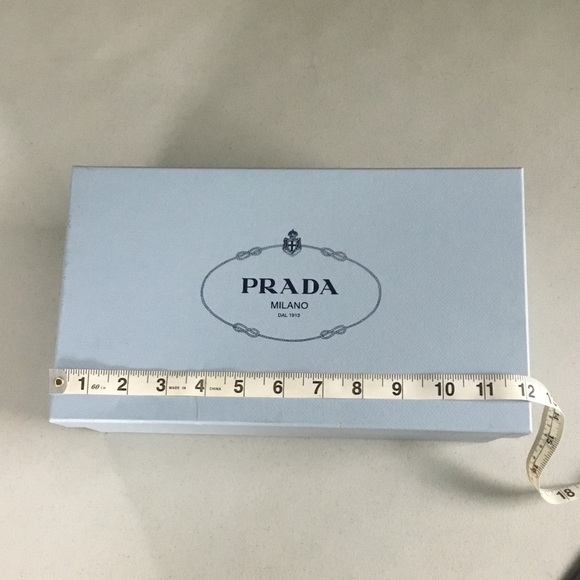 PRADA
MILANO
DAL 1913
1 60 IN 2 3 MADE IN 4 CHINA 5 6 7 8 9 10 11 12
18